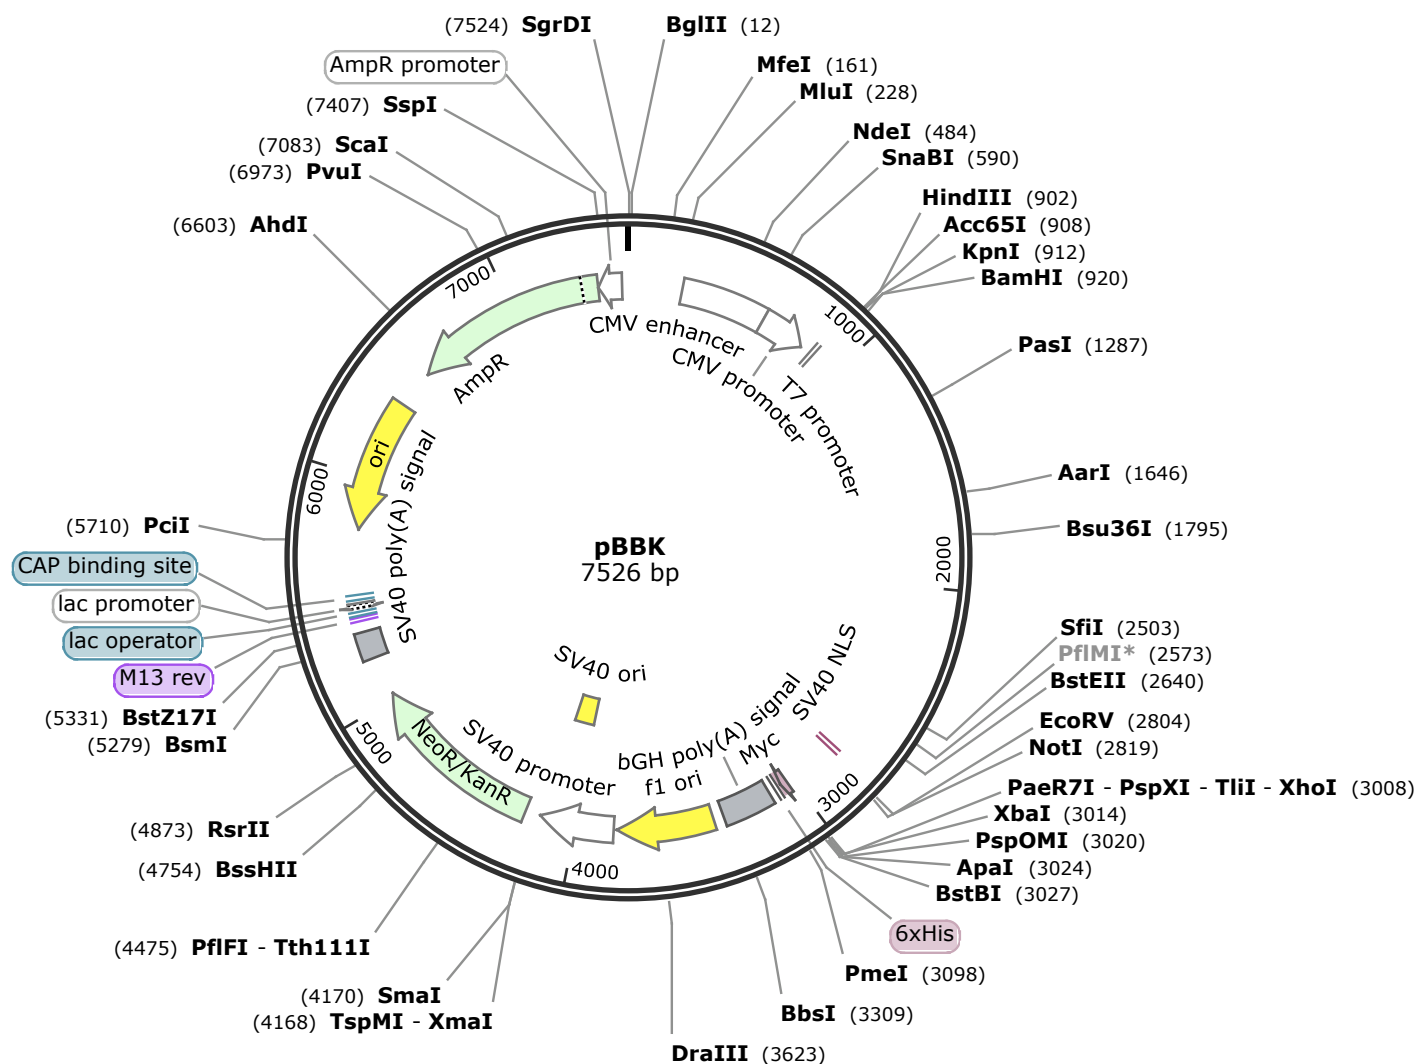 (7524) SgrDI
BglII (12)
AmpR promoter
MfeI (161)
(7407) SspI
MluI (228)
(7083) ScaI
NdeI (484)
(6973) PvuI
SnaBI (590)
HindIII (902)
(6603) AhdI
Acc65I (908)
KpnI (912)
BamHI (920)
7000
1000
CMV enhancer
CMV promoter
PasI (1287)
AmpR
T7 promoter
ori
SV40 poly(A) signal
AarI (1646)
6000
(5710) PciI
Bsu36I (1795)
pBBK
7526 bp
2000
CAP binding site
lac promoter
lac operator
M13 rev
SfiI (2503)
PflMI* (2573)
SV40 ori
SV40 NLS
BstEII (2640)
(5331) BstZ17I
EcoRV (2804)
(5279) BsmI
NotI (2819)
5000
NeoR/KanR
SV40 promoter
bGH poly(A) signal
f1 ori
Myc
3000
PaeR7I - PspXI - TliI - XhoI (3008)
XbaI (3014)
(4873) RsrII
PspOMI (3020)
(4754) BssHII
4000
ApaI (3024)
BstBI (3027)
6xHis
(4475) PflFI - Tth111I
PmeI (3098)
(4170) SmaI
BbsI (3309)
(4168) TspMI - XmaI
DraIII (3623)